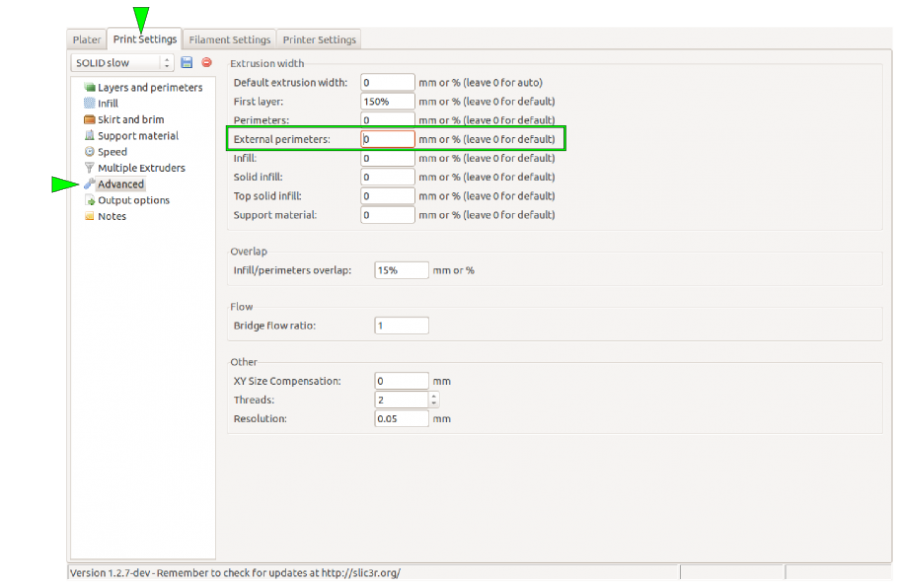 Plater Print Settings Filament Settings Printer Settings
SOLID slow
Layers and perimeters
Infill
Skirt and brim
Support material
Speed
Multiple Extruders
Advanced
Output options
Notes
Extrusion width
Default extrusion width: 0 mm or % (leave 0 for auto)
First layer: 150% mm or % (leave 0 for default)
Perimeters: 0 mm or % (leave 0 for default)
External perimeters: 0 mm or % (leave 0 for default)
Infill: 0 mm or % (leave 0 for default)
Solid infill: 0 mm or % (leave 0 for default)
Top solid infill: 0 mm or % (leave 0 for default)
Support material: 0 mm or % (leave 0 for default)
Overlap
Infill/perimeters overlap: 15% mm or %
Flow
Bridge flow ratio: 1
Other
XY Size Compensation: 0 mm
Threads: 2
Resolution: 0.05 mm
Version 1.2.7-dev - Remember to check for updates at http://slic3r.org/